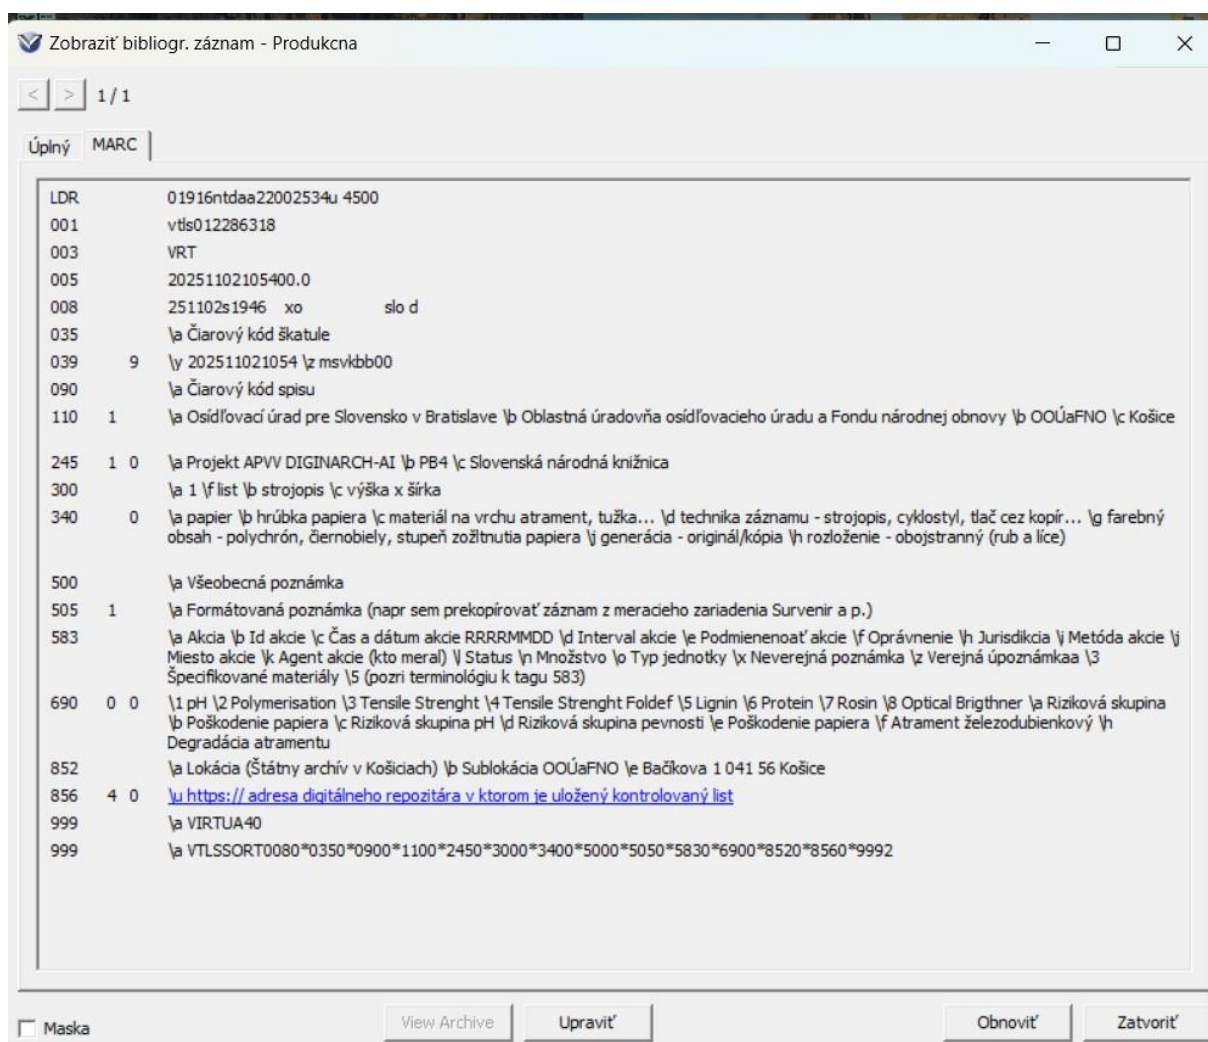 Zobraziť bibliogr. záznam - Produkcna
< > 1 / 1
Úplný MARC
LDR 01916ntdaa22002534u 4500
001 vtls012286318
003 VRT
005 20251102105400.0
008 251102s1946 xo slo d
035 \a Čiarový kód škatule
039 9 \y 202511021054 \z msvkbb00
090 \a Čiarový kód spisu
110 1 \a Osídľovací úrad pre Slovensko v Bratislave \b Oblastná úradovňa osídľovacieho úradu a Fondu národnej obnovy \b OOÚaFNO \c Košice
245 1 0 \a Projekt APVV DIGINARCH-AI \b PB4 \c Slovenská národná knižnica
300 \a 1 \f list \b strojopis \c výška x šírka
340 0 \a papier \b hrúbka papiera \c materiál na vrchu atrament, tužka... \d technika záznamu - strojopis, cyklostyl, tlač cez kopír... \g farebný
obsah - polychrón, čiernobiely, stupeň zožltnutia papiera \j generácia - originál/kópia \h rozloženie - obojstranný (rub a líce)
500 \a Všeobecná poznámka
505 1 \a Formátovaná poznámka (napr sem prekopírovať záznam z meracieho zariadenia Survenir a p.)
583 \a Akcia \b Id akcie \c Čas a dátum akcie RRRRMMDD \d Interval akcie \e Podmienenoať akcie \f Oprávnenie \h Jurisdikcia \i Metóda akcie \j
Miesto akcie \k Agent akcie (kto meral) \l Status \n Množstvo \o Typ jednotky \x Neverejná poznámka \z Verejná úpoznámkaa \3
Špecifikované materiály \5 (pozri terminológiu k tagu 583)
690 0 0 \1 pH \2 Polymerisation \3 Tensile Strenght \4 Tensile Strenght Foldef \5 Lignin \6 Protein \7 Rosin \8 Optical Brigthner \a Riziková skupina
\b Poškodenie papiera \c Riziková skupina pH \d Riziková skupina pevnosti \e Poškodenie papiera \f Atrament železodubienkový \h
Degradácia atramentu
852 \a Lokácia (Štátny archív v Košiciach) \b Sublokácia OOÚaFNO \e Bačíkova 1 041 56 Košice
856 4 0 \u https:// adresa digitálneho repozitára v ktorom je uložený kontrolovaný list
999 \a VIRTUA40
999 \a VTLSSORT0080*0350*0900*1100*2450*3000*3400*5000*5050*5830*6900*8520*8560*9992
Maska View Archive Upraviť Obnoviť Zatvoriť